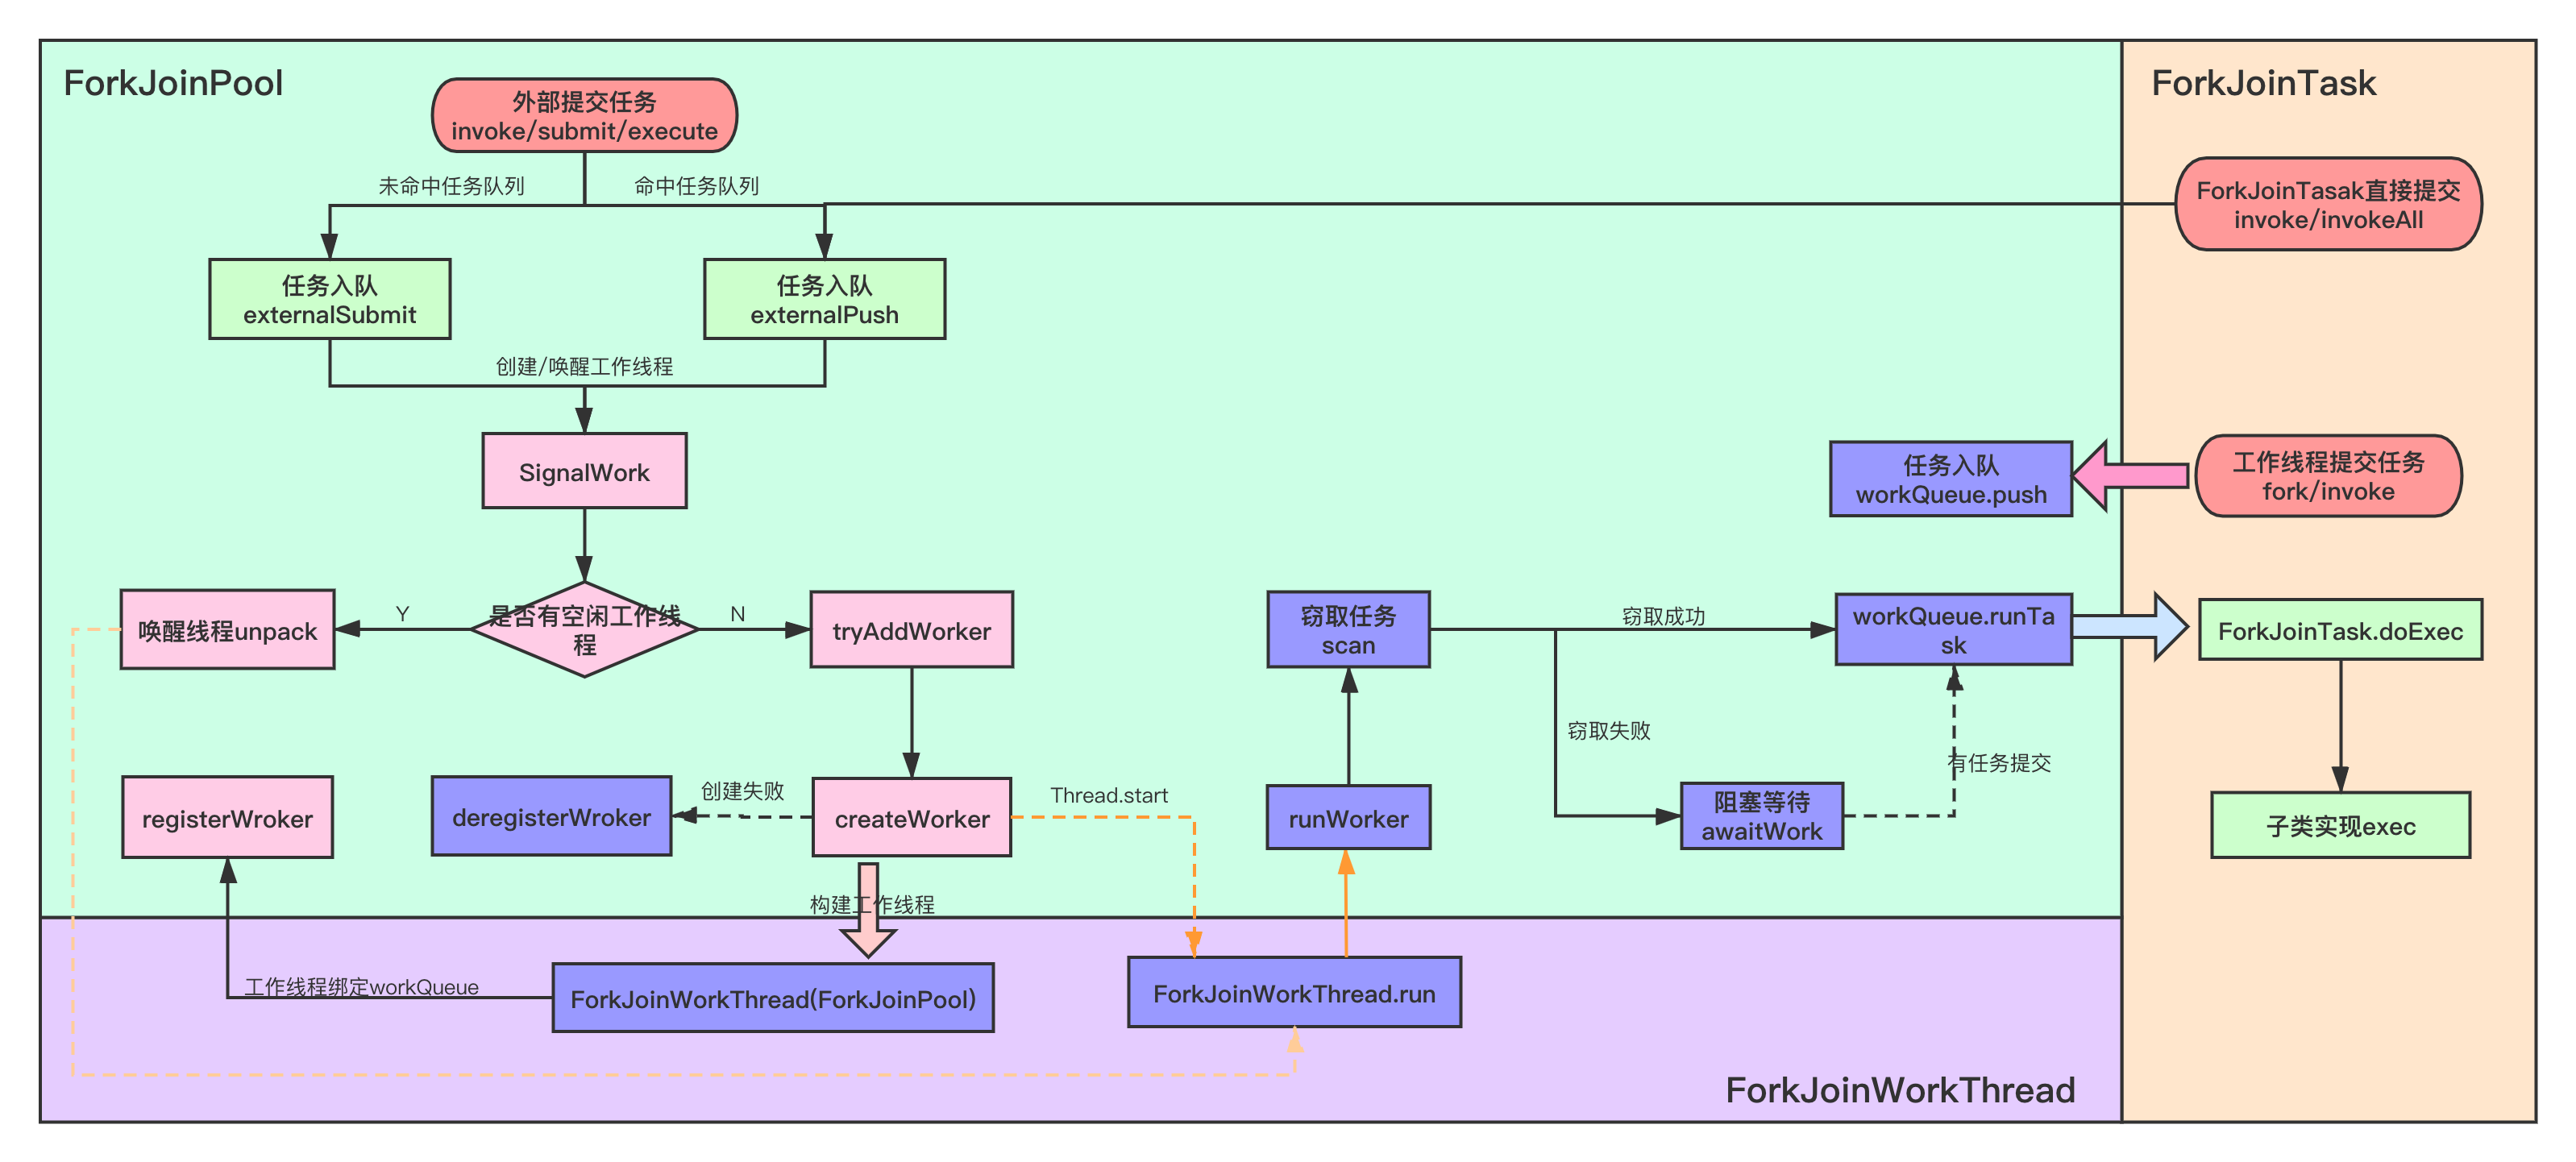 ForkJoinPool
ForkJoinTask
外部提交任务
invoke/submit/execute
未命中任务队列
命中任务队列
ForkJoinTasak直接提交
invoke/invokeAll
任务入队
externalSubmit
任务入队
externalPush
创建/唤醒工作线程
SignalWork
任务入队
workQueue.push
工作线程提交任务
fork/invoke
唤醒线程unpack
Y
是否有空闲工作线
程
N
tryAddWorker
窃取任务
scan
窃取成功
workQueue.runTa
sk
ForkJoinTask.doExec
窃取失败
有任务提交
registerWroker
deregisterWroker
创建失败
createWorker
Thread.start
runWorker
阻塞等待
awaitWork
子类实现exec
构建工作线程
工作线程绑定workQueue
ForkJoinWorkThread(ForkJoinPool)
ForkJoinWorkThread.run
ForkJoinWorkThread